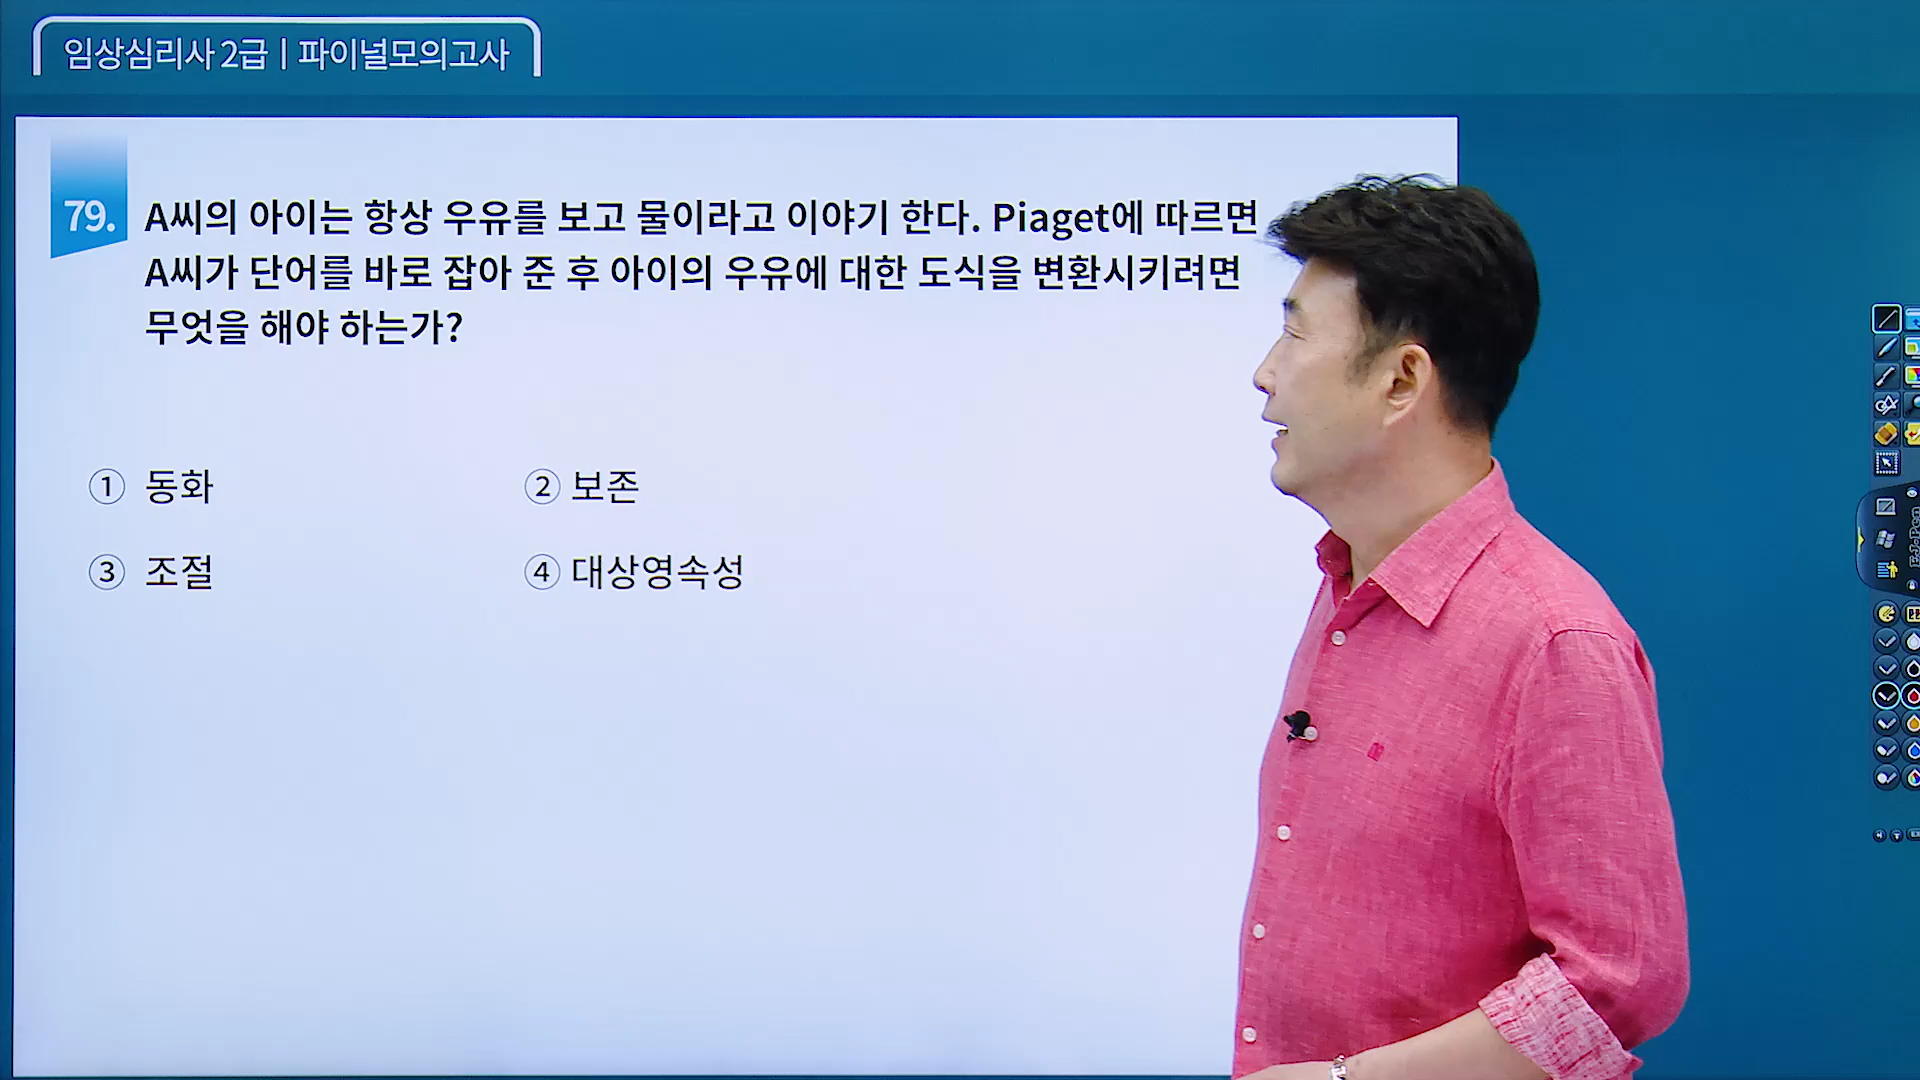 임상심리사 2급 | 파이널모의고사
79. A씨의 아이는 항상 우유를 보고 물이라고 이야기 한다. Piaget에 따르면
A씨가 단어를 바로 잡아 준 후 아이의 우유에 대한 도식을 변환시키려면
무엇을 해야 하는가?
① 동화
② 보존
③ 조절
④ 대상영속성